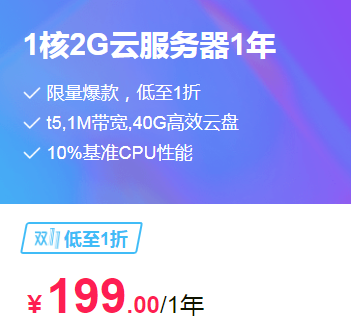 1核2G云服务器1年
限量爆款，低至1折
t5,1M带宽,40G高效云盘
10%基准CPU性能
双11 低至1折
¥199.00/1年